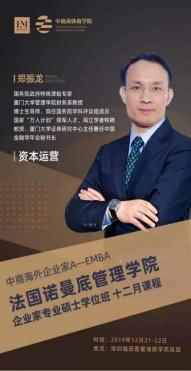 中商海外商学院
郑振龙
国务院政府特殊津贴专家
厦门大学管理学院财务系教授
博士生导师，现任国务院学科评议组成员
国家“万人计划”领军人才、闽江学者特聘
教授、厦门大学证券研究中心主任兼任中国
金融学年会秘书长
资本运营
中商海外企业家A—EMBA
法国诺曼底管理学院
企业家专业硕士学位班 十二月课程
时间：2019年12月21-22日